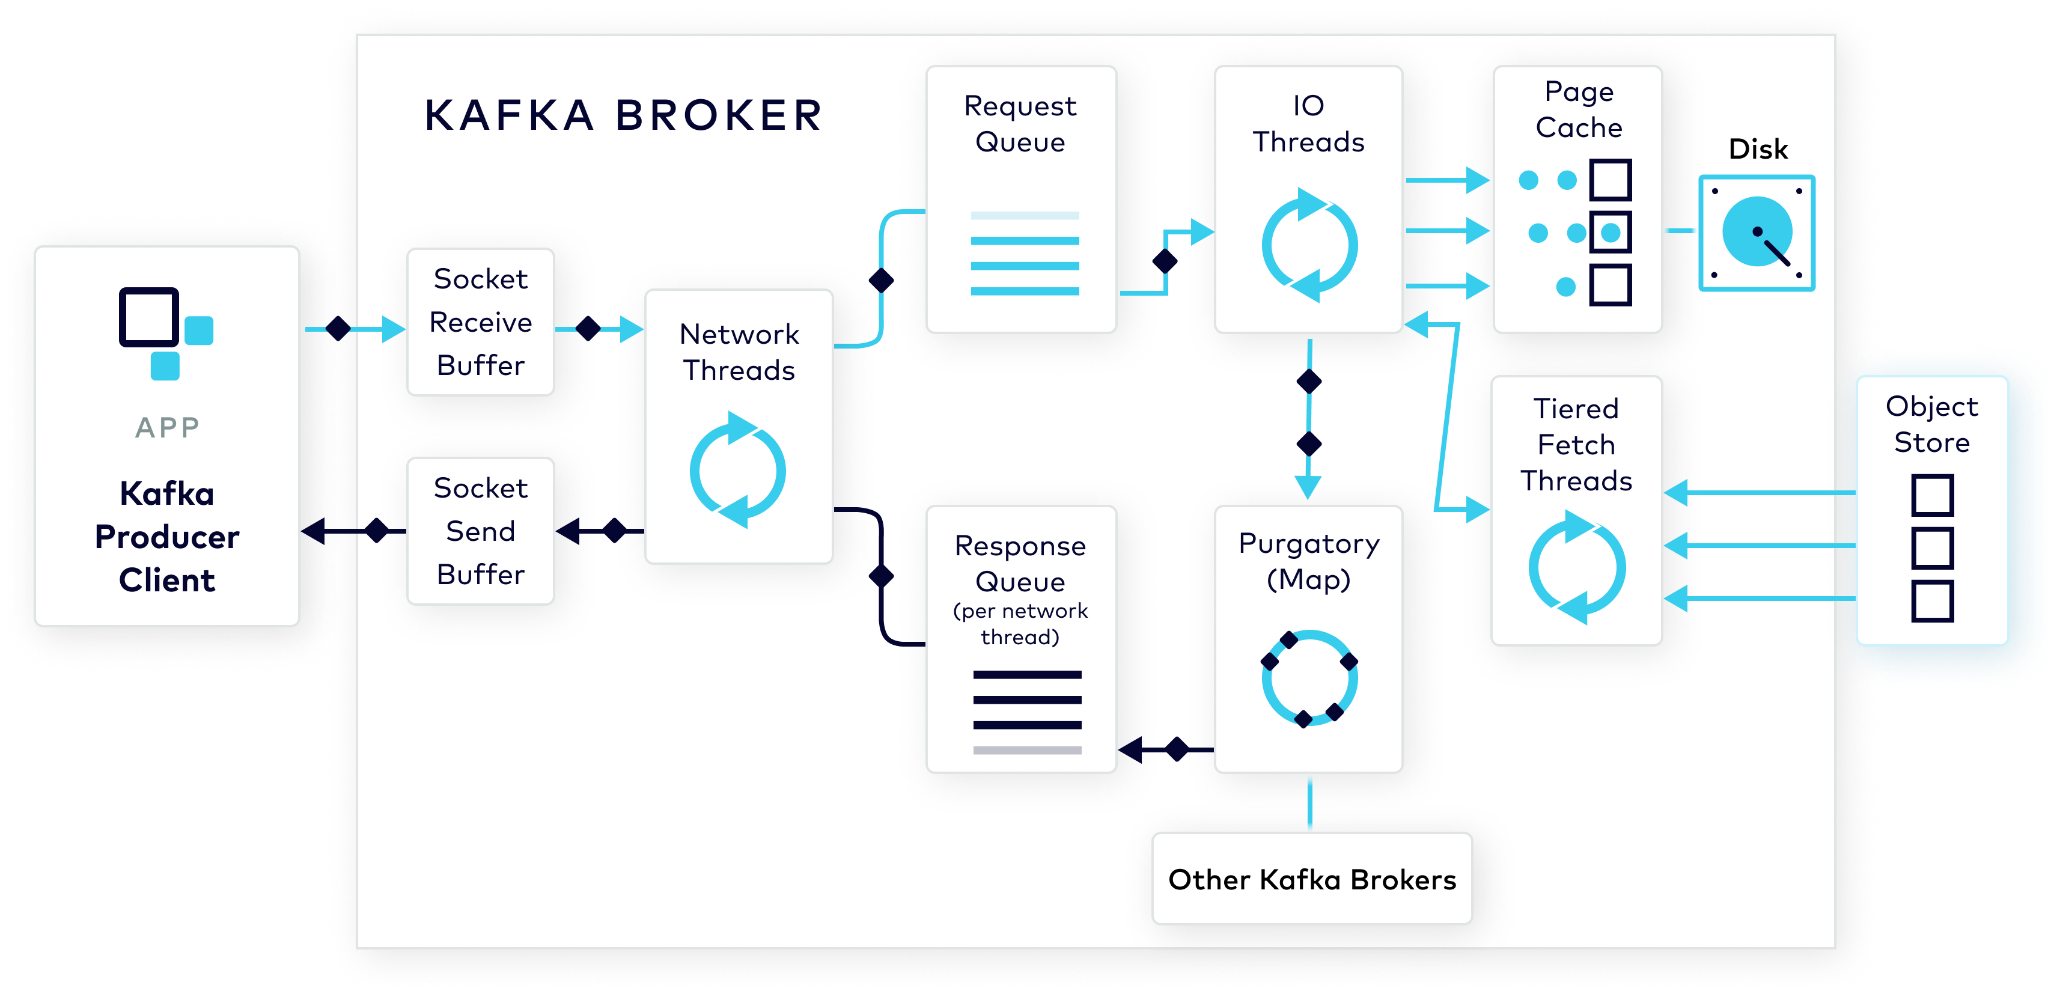 KAFKA BROKER
APP
Kafka
Producer
Client
Socket
Receive
Buffer
Socket
Send
Buffer
Network
Threads
Request
Queue
Response
Queue
(per network
thread)
IO
Threads
Purgatory
(Map)
Other Kafka Brokers
Page
Cache
Disk
Tiered
Fetch
Threads
Object
Store